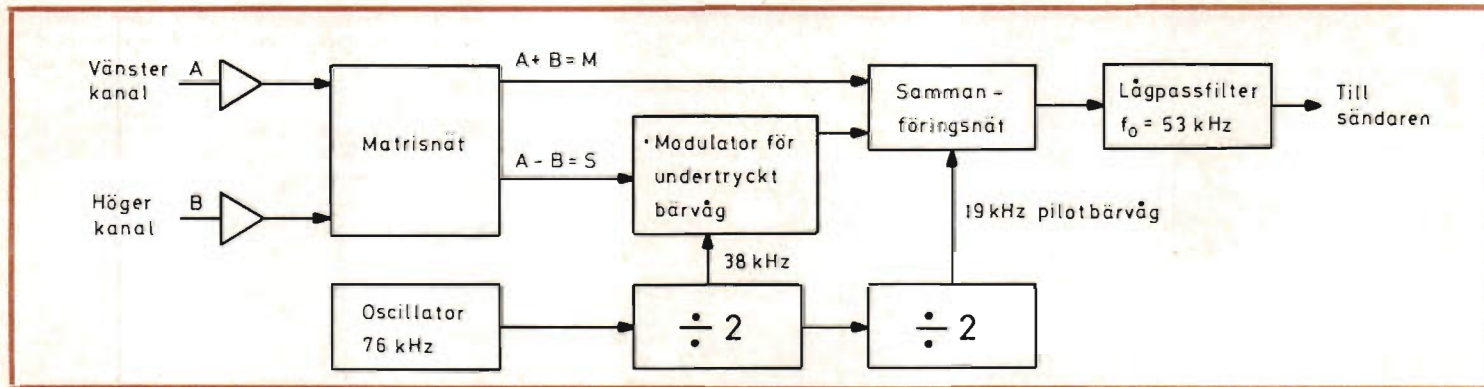 Vänster
kanal
A
Höger
kanal
B
Matrisnät
A+ B = M
A - B = S
Modulator för
undertryckt
bärvåg
38 kHz
Samman -
föringsnät
19 kHz pilotbärvåg
Lågpassfilter
f₀ = 53 kHz
Till
sändaren
Oscillator
76 kHz
÷ 2
÷ 2